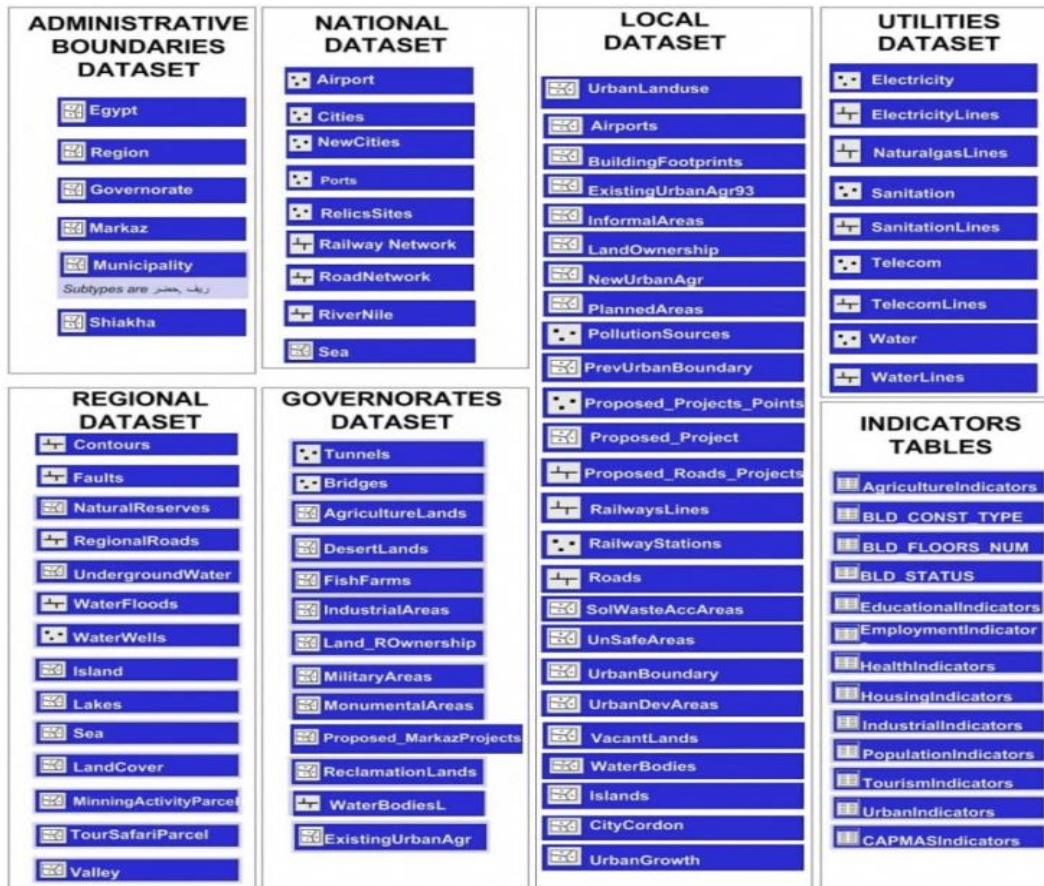 ADMINISTRATIVE
BOUNDARIES
DATASET
Egypt
Region
Governorate
Markaz
Municipality
Subtypes are ريف ,حضر
Shiakha
NATIONAL
DATASET
Airport
Cities
NewCities
Ports
RelicsSites
Railway Network
RoadNetwork
RiverNile
Sea
LOCAL
DATASET
UrbanLanduse
Airports
BuildingFootprints
ExistingUrbanAgr93
InformalAreas
LandOwnership
NewUrbanAgr
PlannedAreas
PollutionSources
PrevUrbanBoundary
Proposed_Projects_Points
Proposed_Project
Proposed_Roads_Projects
RailwaysLines
RailwayStations
Roads
SolWasteAccAreas
UnSafeAreas
UrbanBoundary
UrbanDevAreas
VacantLands
WaterBodies
Islands
CityCordon
UrbanGrowth
UTILITIES
DATASET
Electricity
ElectricityLines
NaturalgasLines
Sanitation
SanitationLines
Telecom
TelecomLines
Water
WaterLines
REGIONAL
DATASET
Contours
Faults
NaturalReserves
RegionalRoads
UndergroundWater
WaterFloods
WaterWells
Island
Lakes
Sea
LandCover
MinningActivityParcel
TourSafariParcel
Valley
GOVERNORATES
DATASET
Tunnels
Bridges
AgricultureLands
DesertLands
FishFarms
IndustrialAreas
Land_ROwnership
MilitaryAreas
MonumentalAreas
Proposed_MarkazProjects
ReclamationLands
WaterBodiesL
ExistingUrbanAgr
INDICATORS
TABLES
AgricultureIndicators
BLD_CONST_TYPE
BLD_FLOORS_NUM
BLD_STATUS
EducationalIndicators
EmploymentIndicator
HealthIndicators
HousingIndicators
IndustrialIndicators
PopulationIndicators
TourismIndicators
UrbanIndicators
CAPMASIndicators